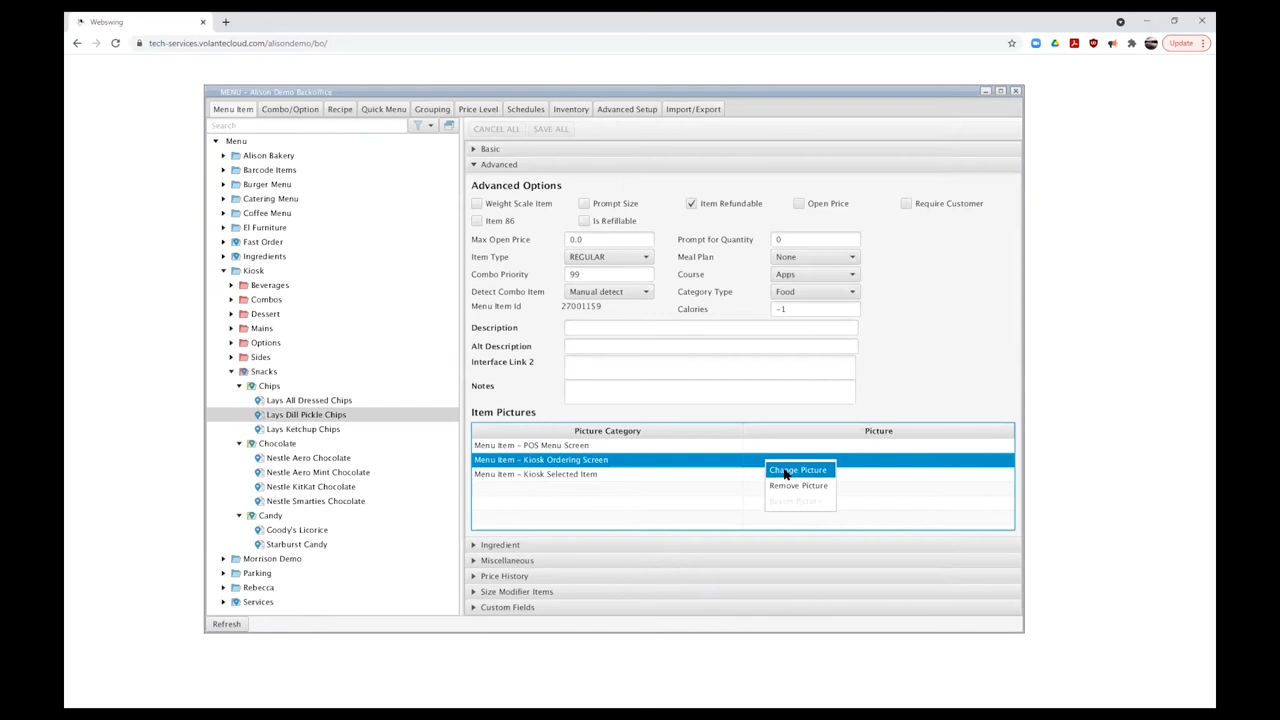 Webswing
tech-services.volantecloud.com/alisondemo/bo/
Update
MENU - Alison Demo Backoffice
Menu Item Combo/Option Recipe Quick Menu Grouping Price Level Schedules Inventory Advanced Setup Import/Export
Search
CANCEL ALL SAVE ALL
Menu
Alison Bakery
Barcode Items
Burger Menu
Catering Menu
Coffee Menu
El Furniture
Fast Order
Ingredients
Kiosk
Beverages
Combos
Dessert
Mains
Options
Sides
Snacks
Chips
Lays All Dressed Chips
Lays Dill Pickle Chips
Lays Ketchup Chips
Chocolate
Nestle Aero Chocolate
Nestle Aero Mint Chocolate
Nestle KitKat Chocolate
Nestle Smarties Chocolate
Candy
Goody's Licorice
Starburst Candy
Morrison Demo
Parking
Rebecca
Services
Refresh
Basic
Advanced
Advanced Options
Weight Scale Item Prompt Size Item Refundable Open Price Require Customer
Item 86 Is Refillable
Max Open Price 0.0 Prompt for Quantity 0
Item Type REGULAR Meal Plan None
Combo Priority 99 Course Apps
Detect Combo Item Manual detect Category Type Food
Menu Item Id 27001159 Calories -1
Description
Alt Description
Interface Link 2
Notes
Item Pictures
Picture Category Picture
Menu Item - POS Menu Screen
Menu Item - Kiosk Ordering Screen
Menu Item - Kiosk Selected Item
Change Picture
Remove Picture
Ingredient
Miscellaneous
Price History
Size Modifier Items
Custom Fields